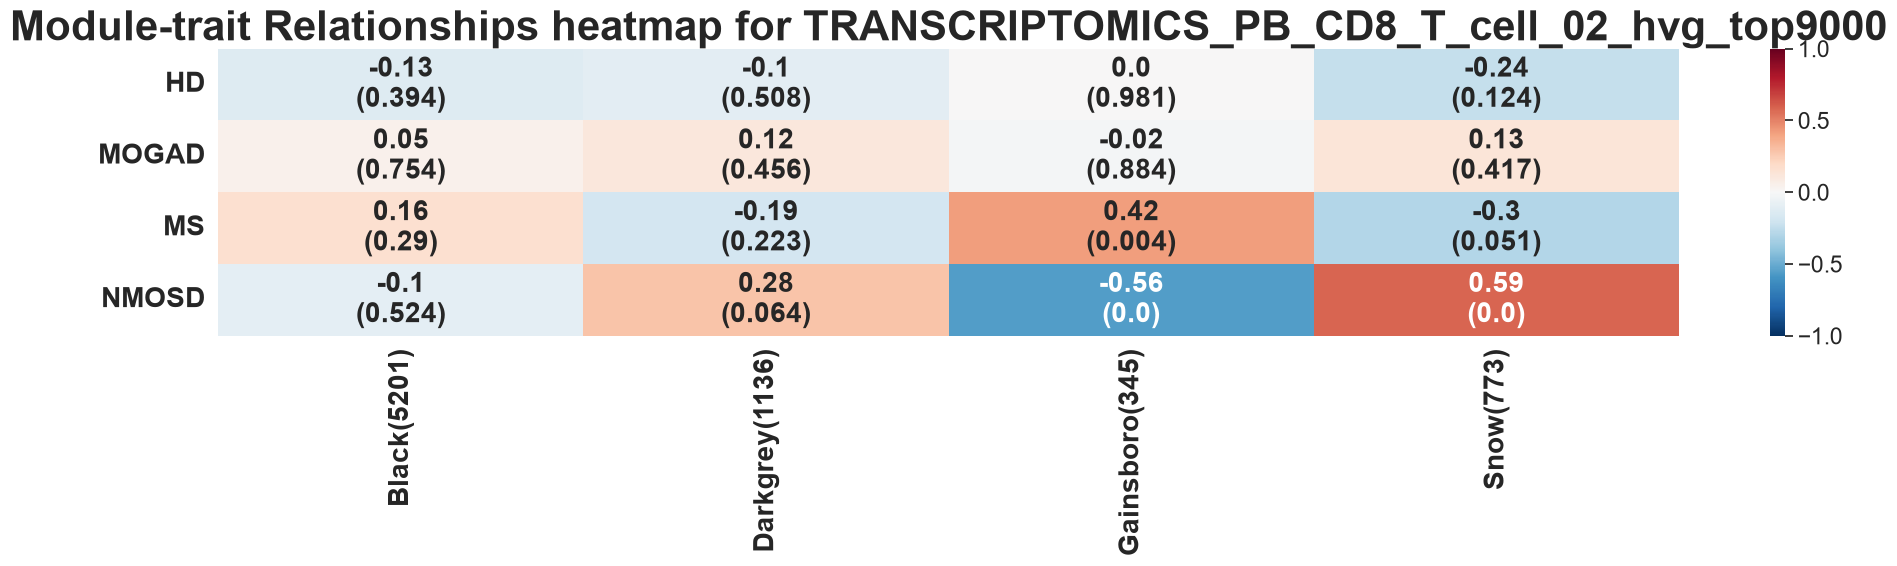 Module-trait Relationships heatmap for TRANSCRIPTOMICS_PB_CD8_T_cell_02_hvg_top9000
HD -0.13 -0.1 0.0 -0.24
(0.394) (0.508) (0.981) (0.124)
MOGAD 0.05 0.12 -0.02 0.13
(0.754) (0.456) (0.884) (0.417)
MS 0.16 -0.19 0.42 -0.3
(0.29) (0.223) (0.004) (0.051)
NMOSD -0.1 0.28 -0.56 0.59
(0.524) (0.064) (0.0) (0.0)
Black(5201)
Darkgrey(1136)
Gainsboro(345)
Snow(773)
1.0
0.5
0.0
−0.5
−1.0